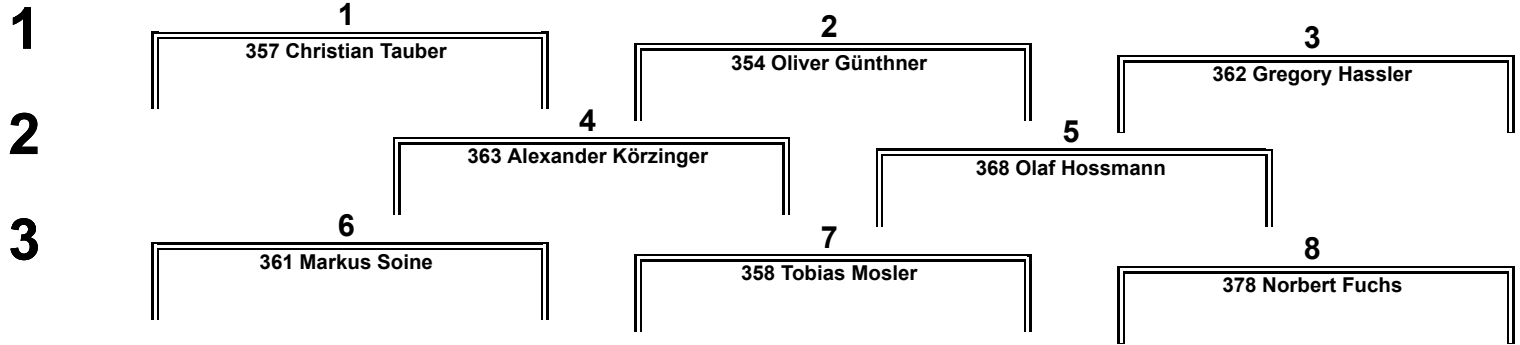 1
1
357 Christian Tauber
2
354 Oliver Günthner
3
362 Gregory Hassler
2
4
363 Alexander Körzinger
5
368 Olaf Hossmann
3
6
361 Markus Soine
7
358 Tobias Mosler
8
378 Norbert Fuchs